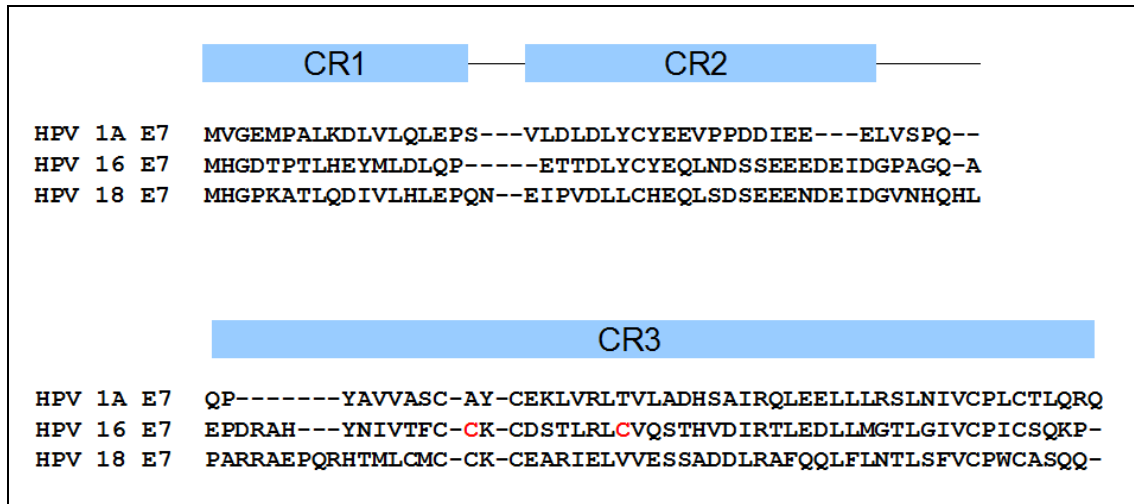 CR1 CR2
HPV 1A E7 MVGEMPALKDLVLQLEPS---VLDLDLYCYEEVPPDDIEE---ELVSPQ--
HPV 16 E7 MHGDTPTLHEYMLDLQP-----ETTDLYCYEQLNDSSEEEDEIDGPAGQ-A
HPV 18 E7 MHGPKATLQDIVLHLEPQN--EIPVDLLCHEQLSDSEEENDEIDGVNHQHL
CR3
HPV 1A E7 QP-------YAVVASC-AY-CEKLVRLTVLADHSAIRQLEELLLRSLNIVCPLCTLQRQ
HPV 16 E7 EPDRAH---YNIVTFC-CK-CDSTLRLCVQSTHVDIRTLEDLLMGTLGIVCPICSQKP-
HPV 18 E7 PARRAEPQRHTMLCMC-CK-CEARIELVVESSADDLRAFQQLFLNTLSFVCPWCASQQ-